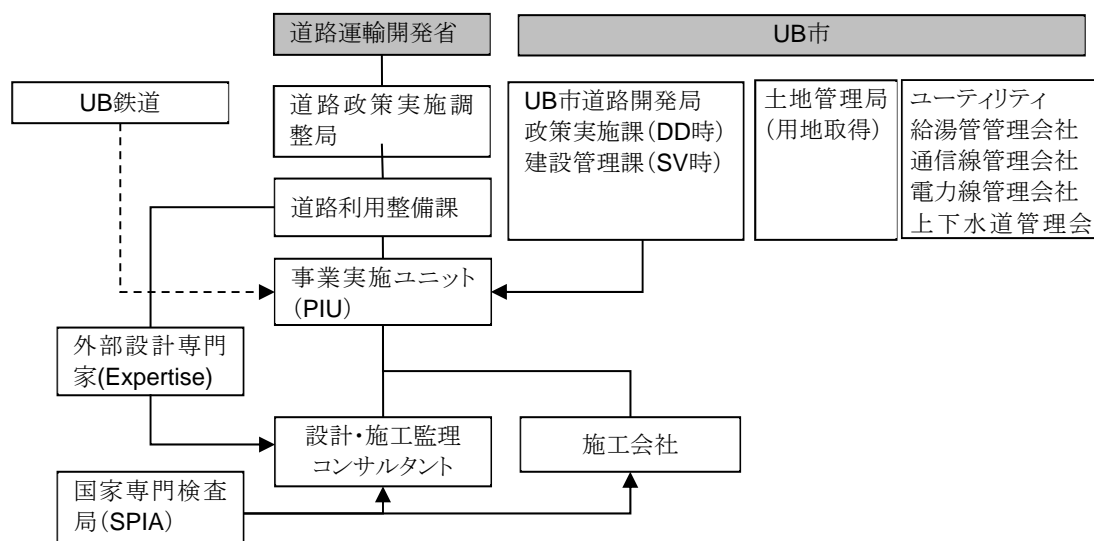 道路運輸開発省
UB市
UB鉄道
道路政策実施調
整局
UB市道路開発局
政策実施課(DD時)
建設管理課(SV時)
土地管理局
(用地取得)
ユーティリティ
給湯管管理会社
通信線管理会社
電力線管理会社
上下水道管理会
道路利用整備課
事業実施ユニット
(PIU)
外部設計専門
家(Expertise)
設計・施工監理
コンサルタント
施工会社
国家専門検査
局(SPIA)